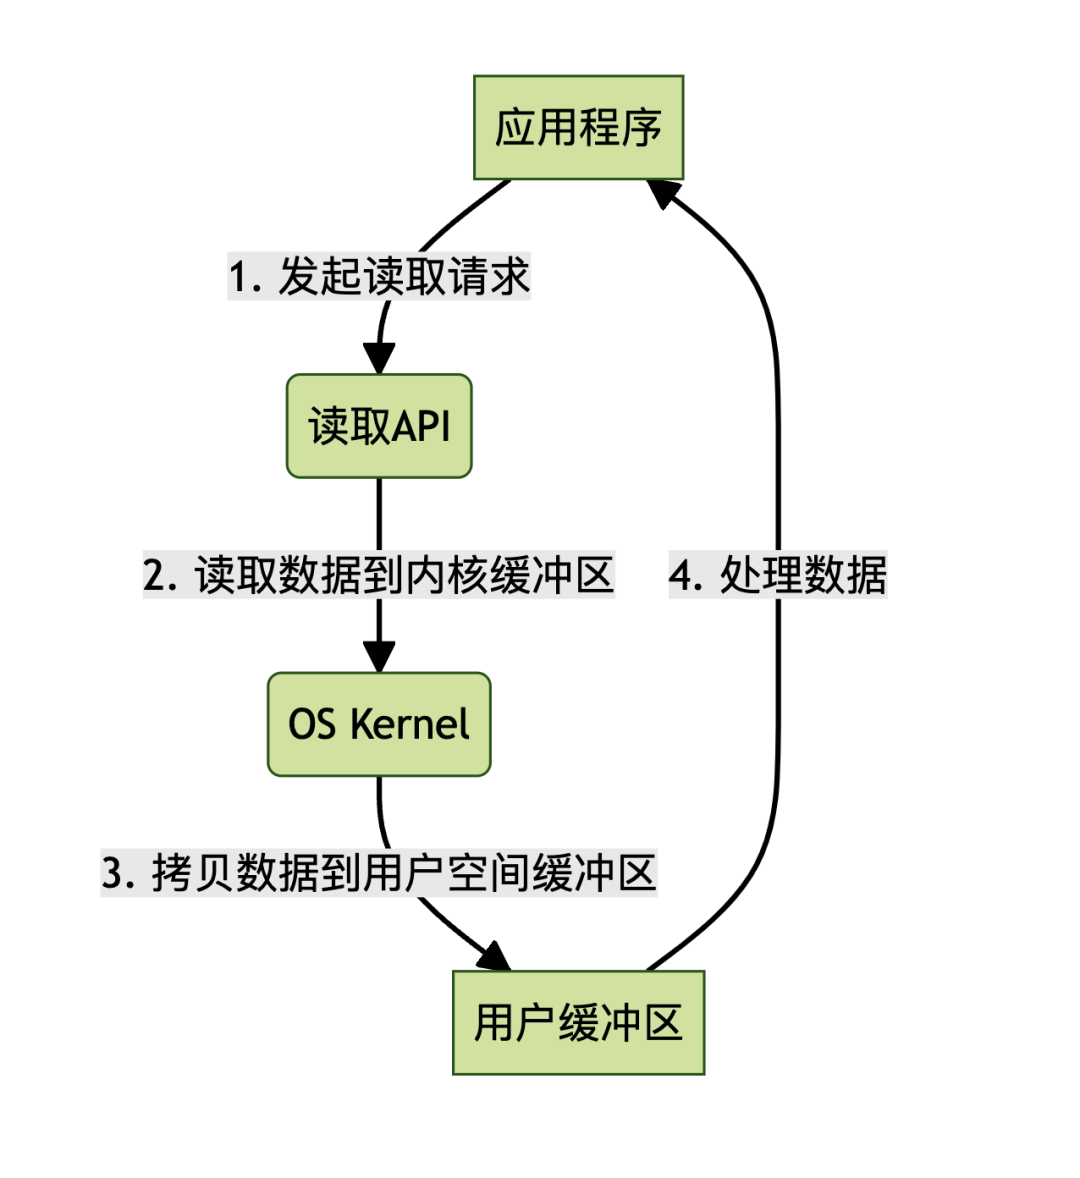 应用程序
1. 发起读取请求
读取API
2. 读取数据到内核缓冲区
4. 处理数据
OS Kernel
3. 拷贝数据到用户空间缓冲区
用户缓冲区